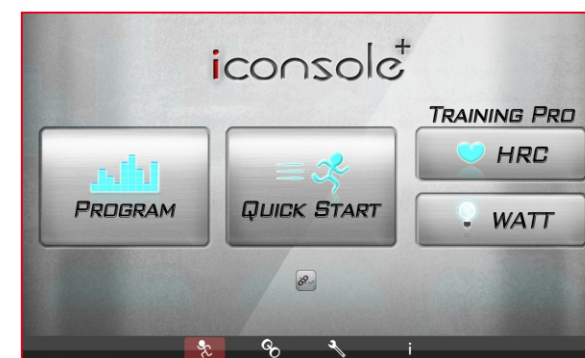 iconsole+
TRAINING PRO
PROGRAM
QUICK START
HRC
WATT
i